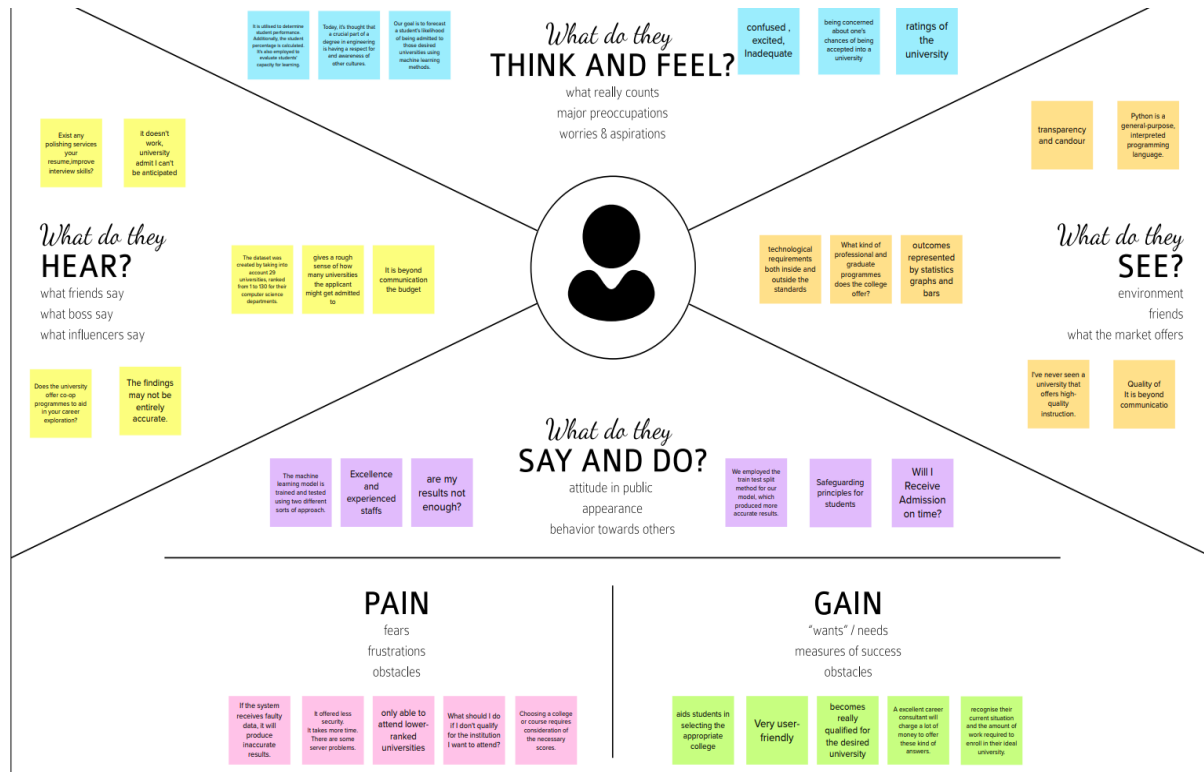 It is utilised to determine
student performance.
Additionally, the student
percentage is calculated.
It's also employed to
evaluate students'
capacity for learning.
Today, it's thought that
a crucial part of a
degree in engineering
is having a respect for
and awareness of
other cultures.
Our goal is to forecast
a student's likelihood
of being admitted to
those desired
universities using
machine learning
methods.
What do they
THINK AND FEEL?
what really counts
major preoccupations
worries & aspirations
confused ,
excited,
Inadequate
being concerned
about one's
chances of being
accepted into a
university
ratings of
the
university
Exist any
polishing services
your
resume,improve
interview skills?
it doesn't
work,
university
admit I can't
be anticipated
What do they
HEAR?
what friends say
what boss say
what influencers say
The dataset was
created by taking into
account 29
universities, ranked
from 1 to 130 for their
computer science
departments.
gives a rough
sense of how
many universities
the applicant
might get admitted
to
It is beyond
communication
the budget
Does the university
offer co-op
programmes to aid
in your career
exploration?
The findings
may not be
entirely
accurate.
transparency
and candour
Python is a
general-purpose,
interpreted
programming
language.
technological
requirements
both inside and
outside the
standards
What kind of
professional and
graduate
programmes
does the college
offer?
outcomes
represented
by statistics
graphs and
bars
What do they
SEE?
environment
friends
what the market offers
I've never seen a
university that
offers high-
quality
instruction.
Quality of
It is beyond
communicatio
What do they
SAY AND DO?
attitude in public
appearance
behavior towards others
The machine
learning model is
trained and tested
using two different
sorts of approach.
Excellence
and
experienced
staffs
are my
results not
enough?
We employed the
train test split
method for our
model, which
produced more
accurate results.
Safeguarding
principles for
students
Will I
Receive
Admission
on time?
PAIN
fears
frustrations
obstacles
If the system
receives faulty
data, it will
produce
inaccurate
results.
It offered less
security.
It takes more time.
There are some
server problems.
only able to
attend lower-
ranked
universities
What should I do
if I don't qualify
for the institution
I want to attend?
Choosing a college
or course requires
consideration of
the necessary
scores.
GAIN
"wants" / needs
measures of success
obstacles
aids students in
selecting the
appropriate
college
Very user-
friendly
becomes
really
qualified for
the desired
university
A excellent career
consultant will
charge a lot of
money to offer
these kind of
answers.
recognise their
current situation
and the amount of
work required to
enroll in their ideal
university.